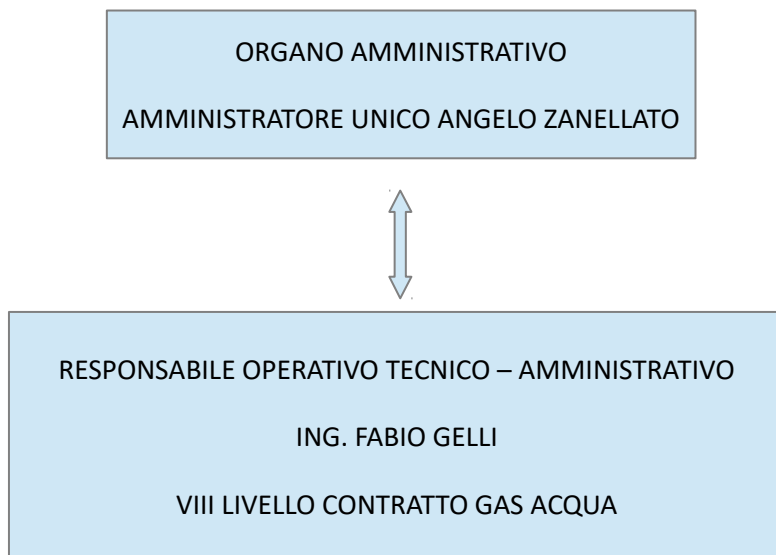 ORGANO AMMINISTRATIVO
AMMINISTRATORE UNICO ANGELO ZANELLATO
RESPONSABILE OPERATIVO TECNICO – AMMINISTRATIVO
ING. FABIO GELLI
VIII LIVELLO CONTRATTO GAS ACQUA